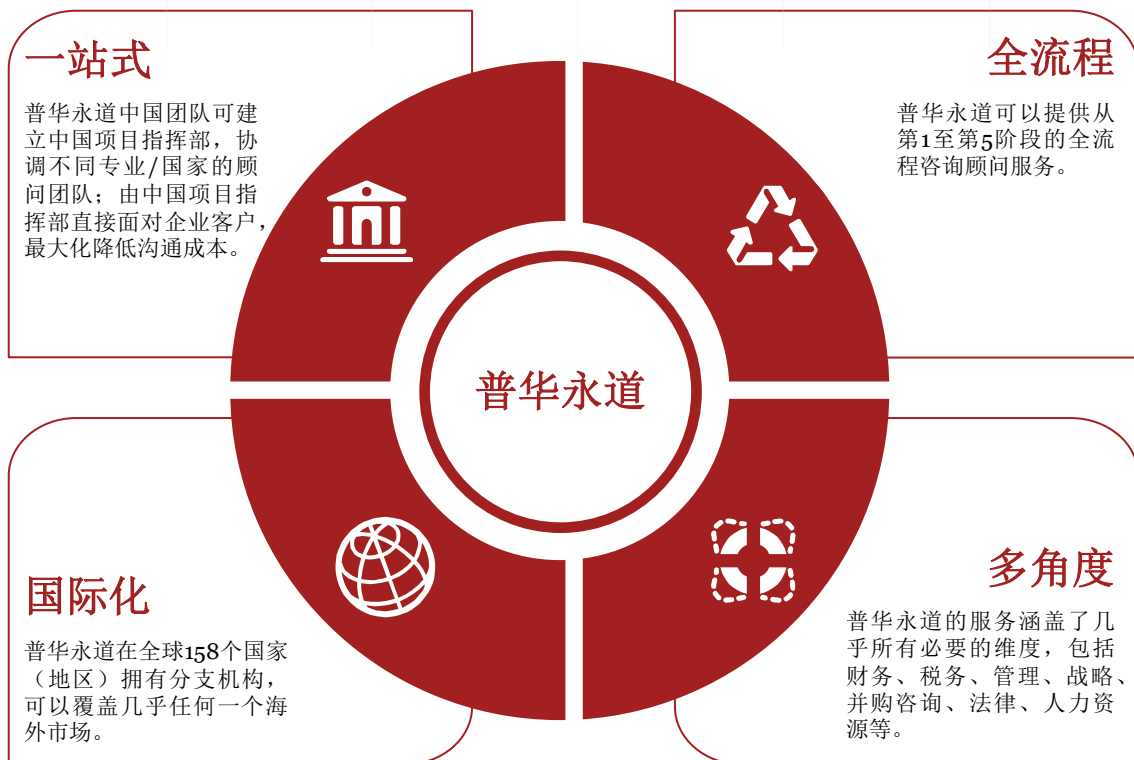 一站式
普华永道中国团队可建
立中国项目指挥部，协
调不同专业/国家的顾
问团队；由中国项目指
挥部直接面对企业客户，
最大化降低沟通成本。
全流程
普华永道可以提供从
第1至第5阶段的全流
程咨询顾问服务。
普华永道
国际化
普华永道在全球158个国家
（地区）拥有分支机构，
可以覆盖几乎任何一个海
外市场。
多角度
普华永道的服务涵盖了几
乎所有必要的维度，包括
财务、税务、管理、战略、
并购咨询、法律、人力资
源等。